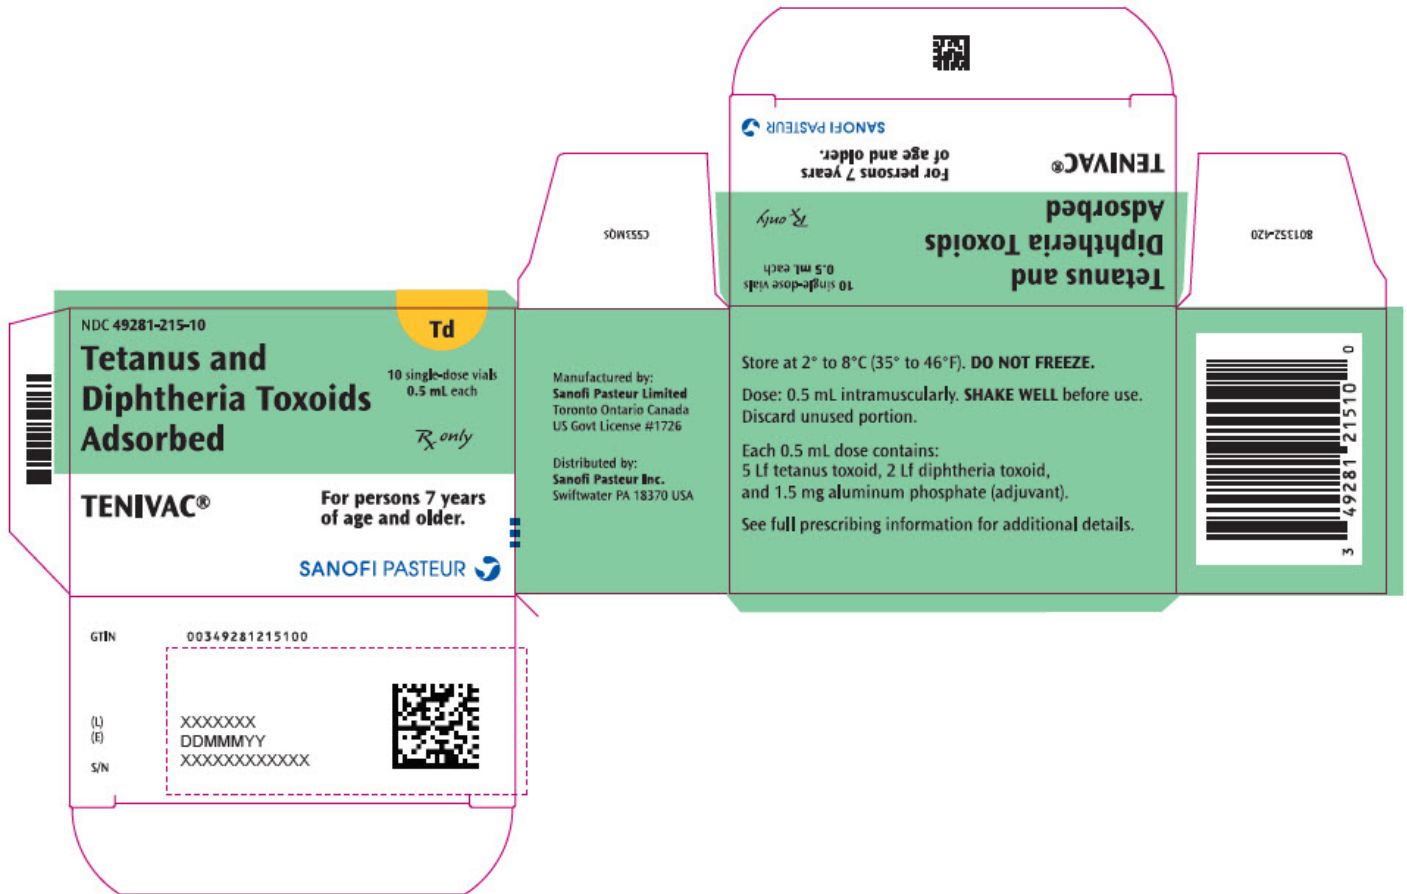 SANOFI PASTEUR
For persons 7 years
of age and older.
TENIVAC®
Rx only
Tetanus and
Diphtheria Toxoids
Adsorbed
10 single-dose vials
0.5 mL each
C553MQS
801352-420
NDC 49281-215-10
Td
Tetanus and
Diphtheria Toxoids
Adsorbed
10 single-dose vials
0.5 mL each
Rx only
TENIVAC®
For persons 7 years
of age and older.
SANOFI PASTEUR
Manufactured by:
Sanofi Pasteur Limited
Toronto Ontario Canada
US Govt License #1726
Distributed by:
Sanofi Pasteur Inc.
Swiftwater PA 18370 USA
Store at 2° to 8°C (35° to 46°F). DO NOT FREEZE.
Dose: 0.5 mL intramuscularly. SHAKE WELL before use.
Discard unused portion.
Each 0.5 mL dose contains:
5 Lf tetanus toxoid, 2 Lf diphtheria toxoid,
and 1.5 mg aluminum phosphate (adjuvant).
See full prescribing information for additional details.
3 49281 21510 0
GTIN 00349281215100
(L) XXXXXXX
(E) DDMMMYY
S/N XXXXXXXXXXXX